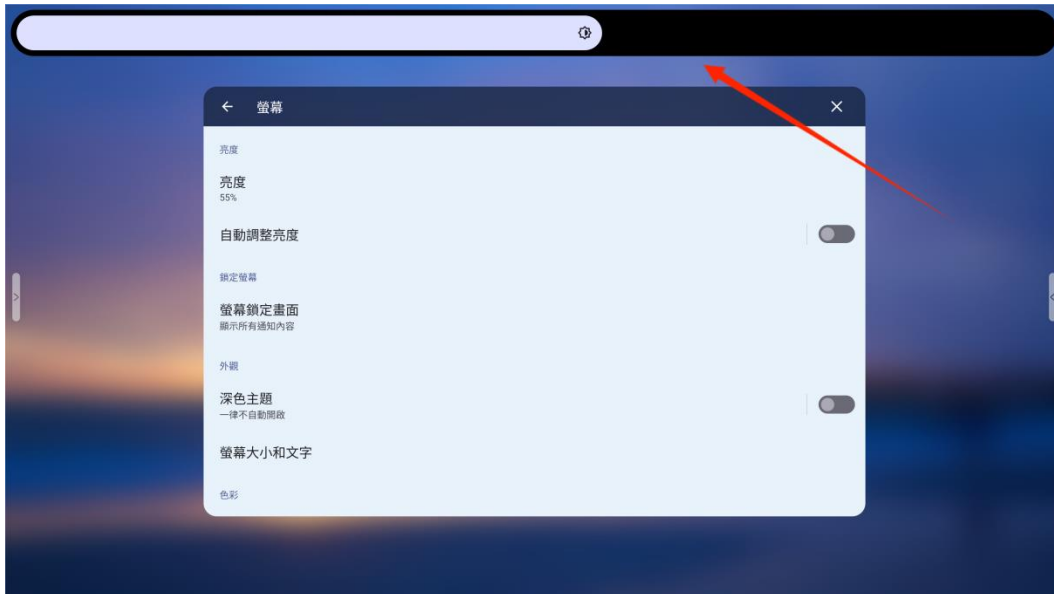 螢幕
亮度
亮度
55%
自動調整亮度
鎖定螢幕
螢幕鎖定畫面
顯示所有通知內容
外觀
深色主題
一律不自動開啟
螢幕大小和文字
色彩